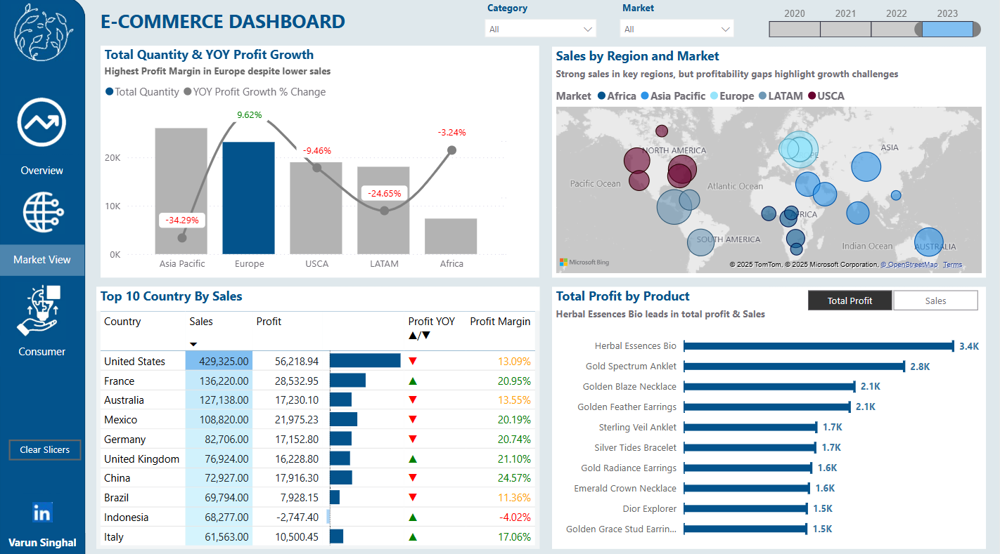 E-COMMERCE DASHBOARD
Category
All
Market
All
2020 2021 2022 2023
Overview
Market View
Consumer
Clear Slicers
in
Varun Singhal
Total Quantity & YOY Profit Growth
Highest Profit Margin in Europe despite lower sales
Total Quantity YOY Profit Growth % Change
20K
10K
0K
-34.29%
9.62%
-9.46%
-24.65%
-3.24%
Asia Pacific Europe USCA LATAM Africa
Sales by Region and Market
Strong sales in key regions, but profitability gaps highlight growth challenges
Market Africa Asia Pacific Europe LATAM USCA
NORTH AMERICA
ASIA
Pacific Ocean
Atlantic Ocean
AFRICA
SOUTH AMERICA
Indian Ocean
AUSTRALIA
Microsoft Bing
© 2025 TomTom, © 2025 Microsoft Corporation, © OpenStreetMap Terms
Top 10 Country By Sales
Country Sales Profit Profit YOY ▲/▼ Profit Margin
United States 429,325.00 56,218.94 ▼ 13.09%
France 136,220.00 28,532.95 ▲ 20.95%
Australia 127,138.00 17,230.10 ▼ 13.55%
Mexico 108,820.00 21,975.23 ▼ 20.19%
Germany 82,706.00 17,152.80 ▼ 20.74%
United Kingdom 76,924.00 16,228.80 ▲ 21.10%
China 72,927.00 17,916.30 ▼ 24.57%
Brazil 69,794.00 7,928.15 ▼ 11.36%
Indonesia 68,277.00 -2,747.40 ▲ -4.02%
Italy 61,563.00 10,500.45 ▲ 17.06%
Total Profit by Product
Total Profit Sales
Herbal Essences Bio leads in total profit & Sales
Herbal Essences Bio 3.4K
Gold Spectrum Anklet 2.8K
Golden Blaze Necklace 2.1K
Golden Feather Earrings 2.1K
Sterling Veil Anklet 1.7K
Silver Tides Bracelet 1.7K
Gold Radiance Earrings 1.6K
Emerald Crown Necklace 1.6K
Dior Explorer 1.5K
Golden Grace Stud Earrin... 1.5K